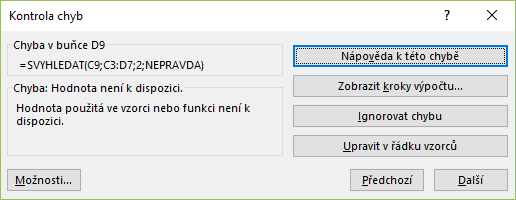 Kontrola chyb
Chyba v buňce D9
=SVYHLEDAT(C9;C3:D7;2;NEPRAVDA)
Chyba: Hodnota není k dispozici.
Hodnota použitá ve vzorci nebo funkci není k
dispozici.
Nápověda k této chybě
Zobrazit kroky výpočtu...
Ignorovat chybu
Upravit v řádku vzorců
Možnosti...
Předchozí
Další